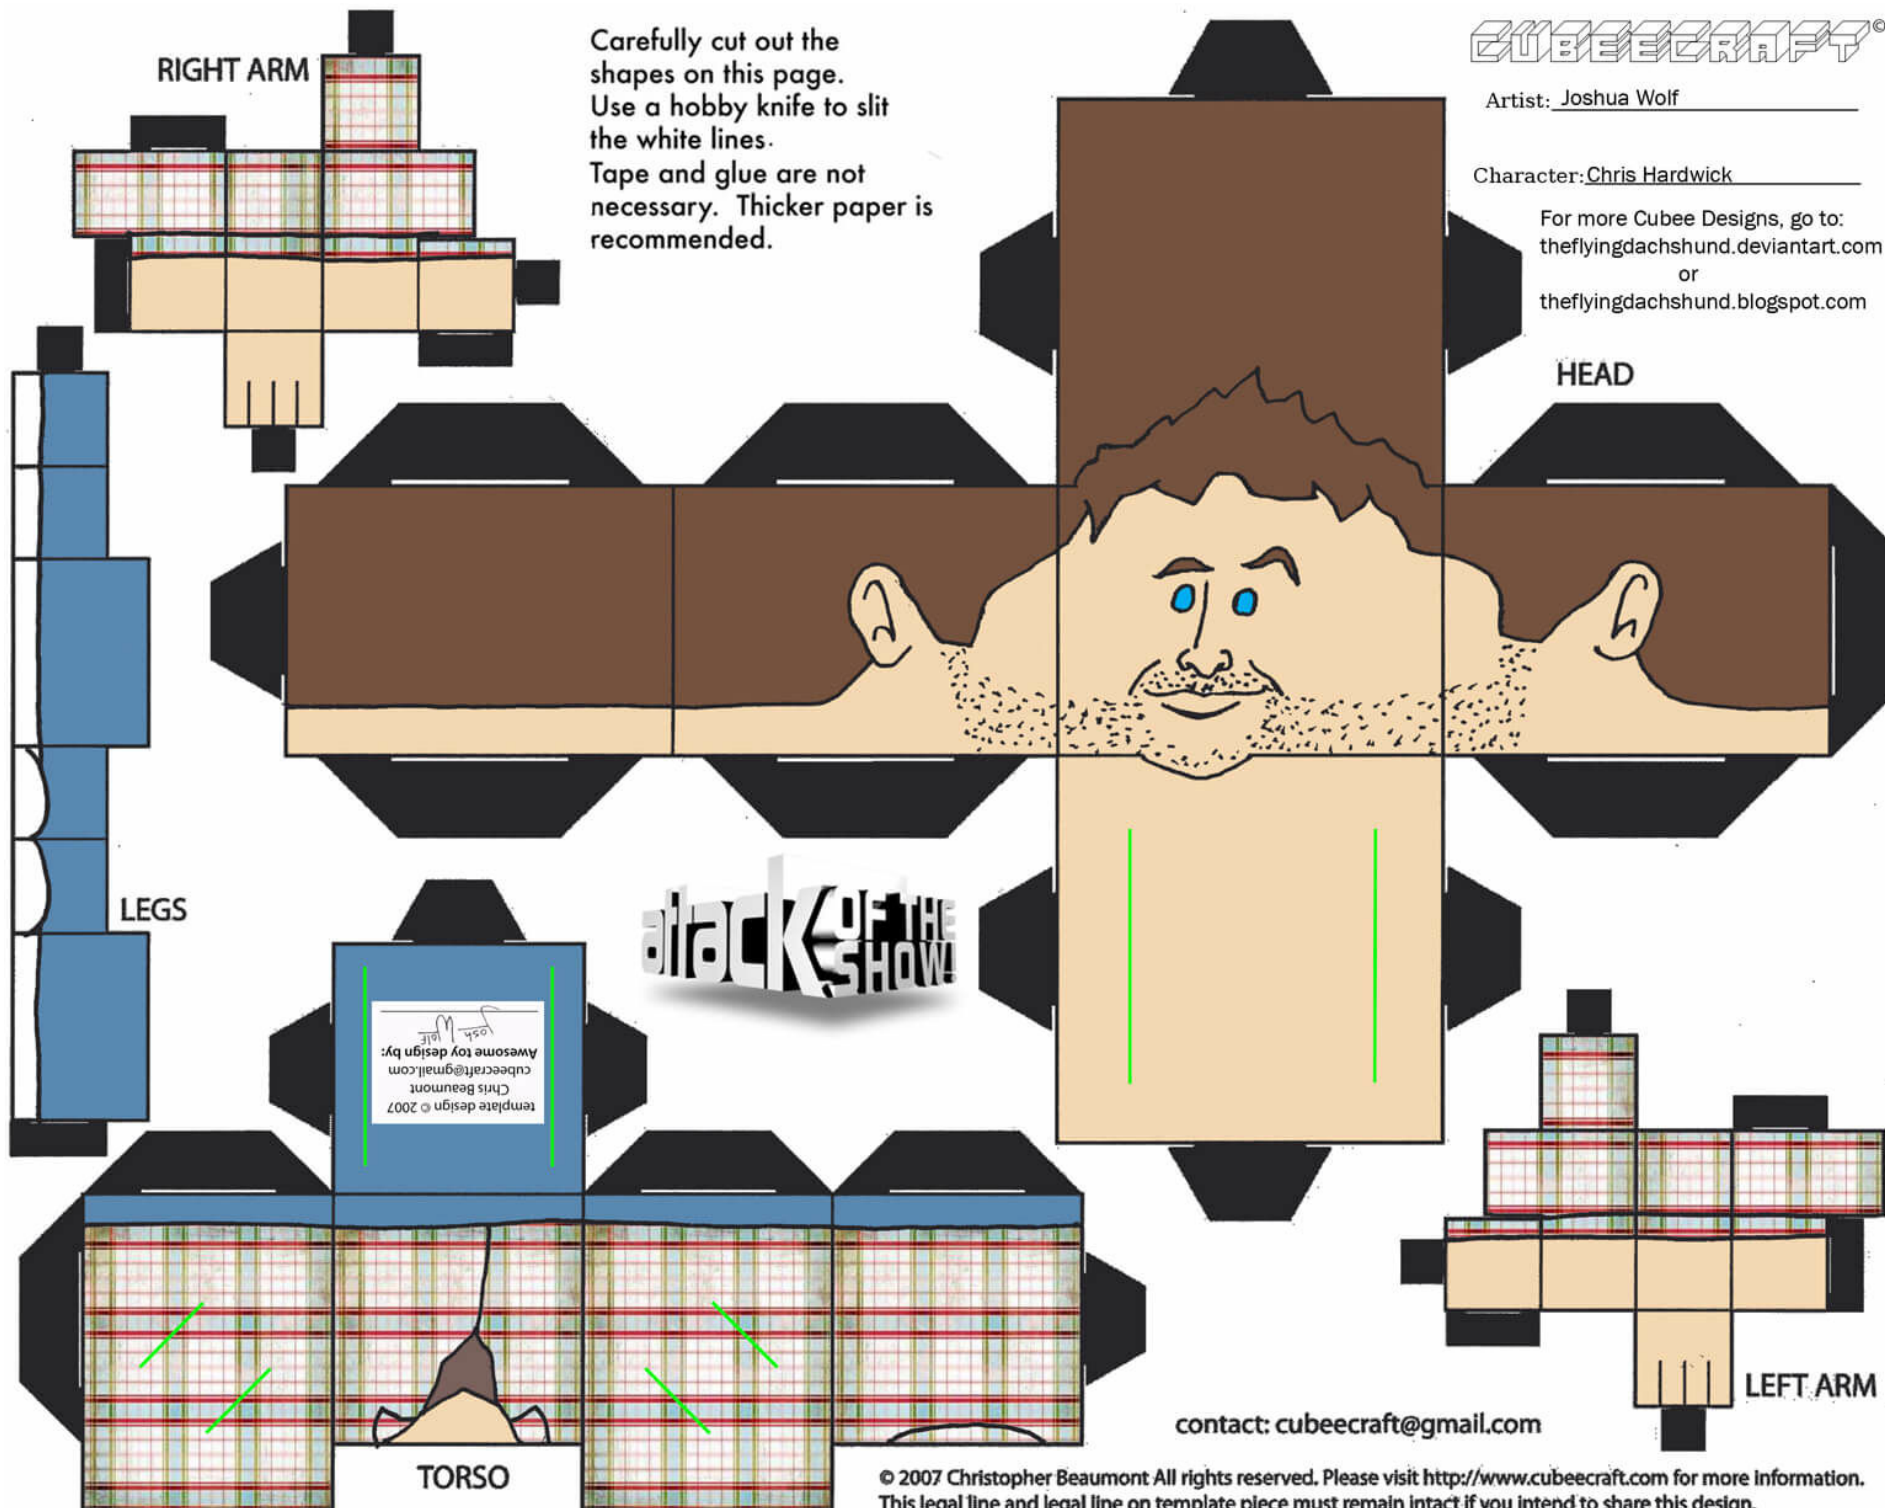 RIGHT ARM
Carefully cut out the
shapes on this page.
Use a hobby knife to slit
the white lines.
Tape and glue are not
necessary. Thicker paper is
recommended.
CUBEECRAFT©
Artist: Joshua Wolf
Character: Chris Hardwick
For more Cubee Designs, go to:
theflyingdachshund.deviantart.com
or
theflyingdachshund.blogspot.com
HEAD
LEGS
attack OF THE
SHOW!
template design © 2007
Chris Beaumont
cubeecraft@gmail.com
Awesome toy design by:
Josh Wolf
LEFT ARM
contact: cubeecraft@gmail.com
TORSO
© 2007 Christopher Beaumont All rights reserved. Please visit http://www.cubeecraft.com for more information.
This legal line and legal line on template piece must remain intact if you intend to share this design.